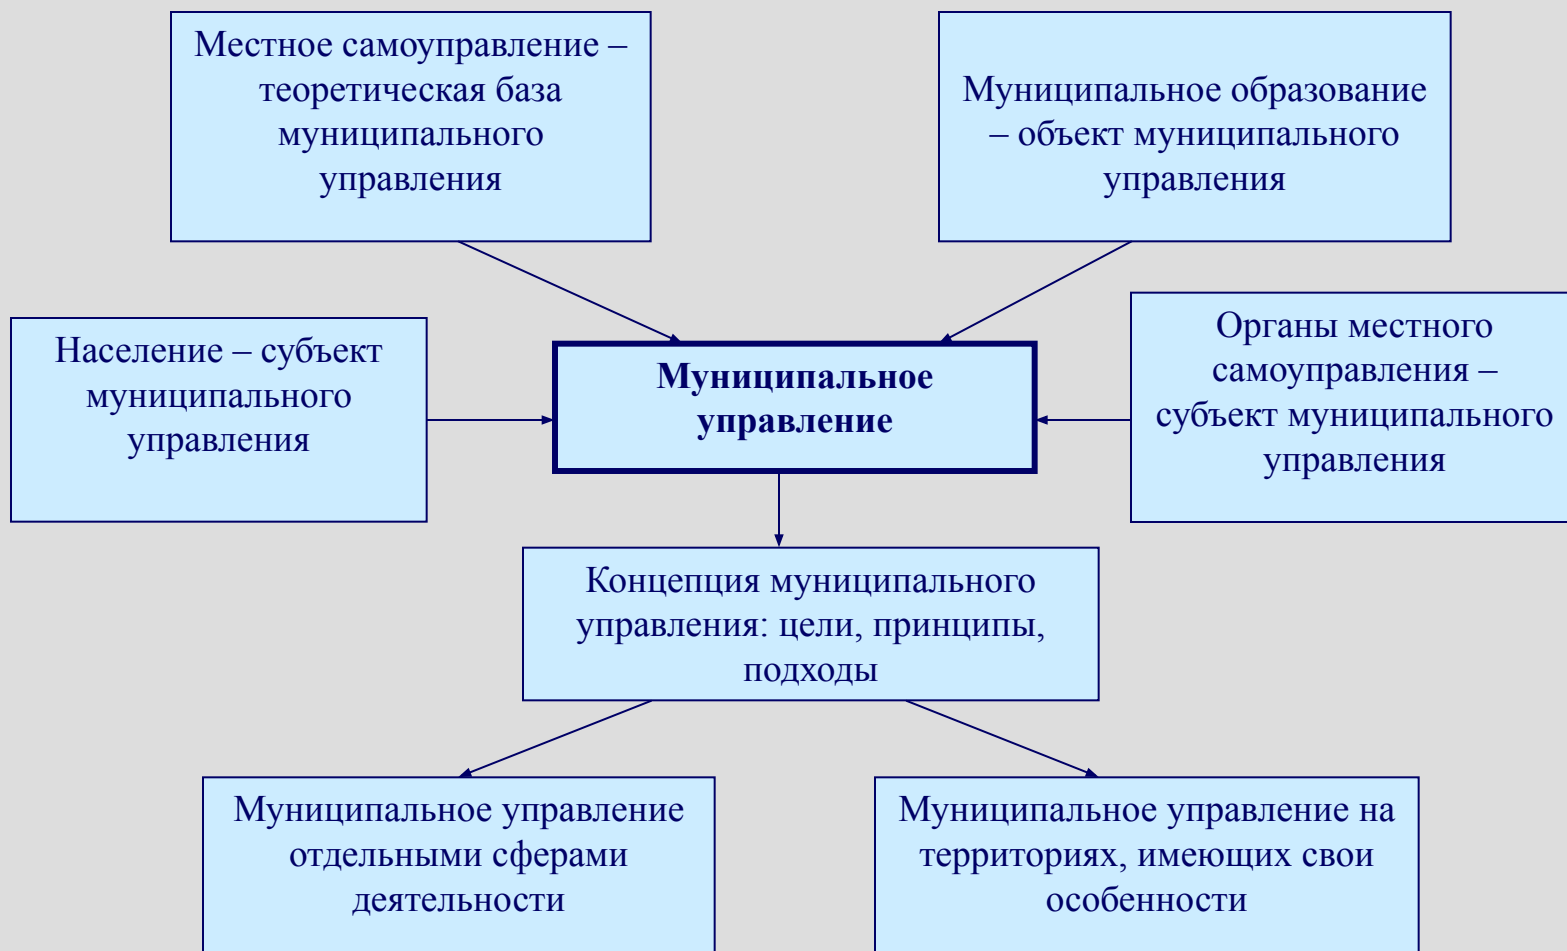 Местное самоуправление –
теоретическая база
муниципального
управления
Муниципальное образование
– объект муниципального
управления
Население – субъект
муниципального
управления
Муниципальное
управление
Органы местного
самоуправления –
субъект муниципального
управления
Концепция муниципального
управления: цели, принципы,
подходы
Муниципальное управление
отдельными сферами
деятельности
Муниципальное управление на
территориях, имеющих свои
особенности